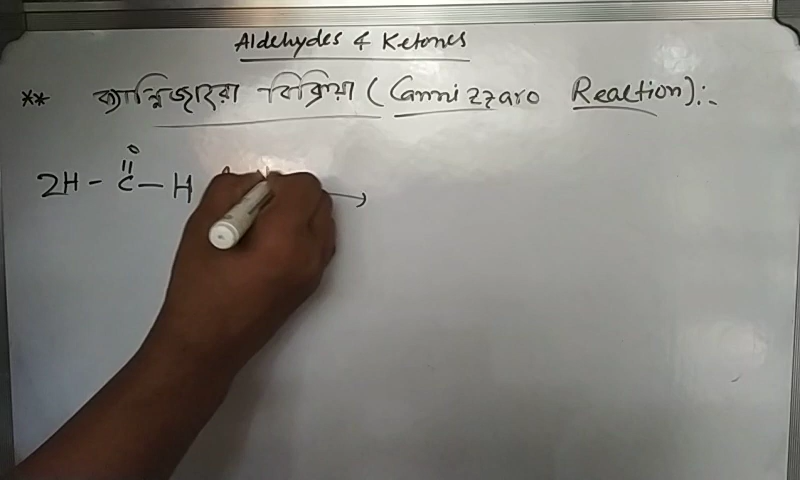 Aldehydes & Ketones
** ক্যানিজারো বিক্রিয়া (Cannizzaro Reaction):-
O
2H - C - H →